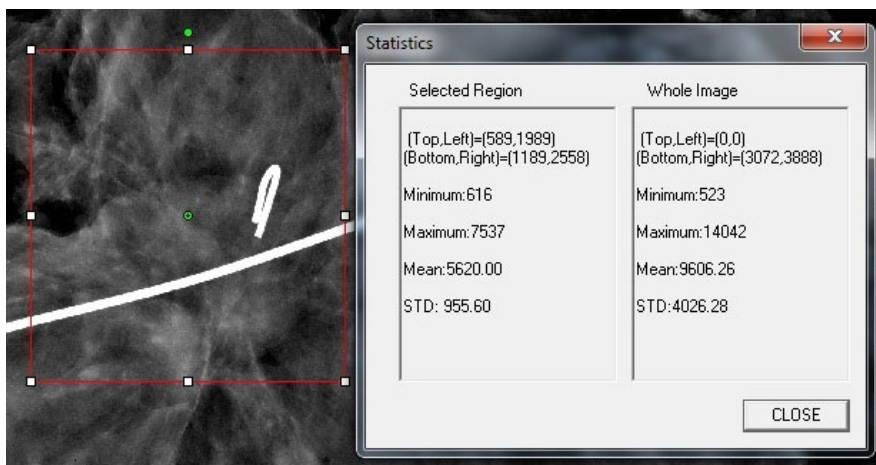 Statistics
Selected Region
(Top,Left)=(589,1989)
(Bottom,Right)=(1189,2558)
Minimum:616
Maximum:7537
Mean:5620.00
STD: 955.60
Whole Image
(Top,Left)=(0,0)
(Bottom,Right)=(3072,3888)
Minimum:523
Maximum:14042
Mean:9606.26
STD:4026.28
CLOSE